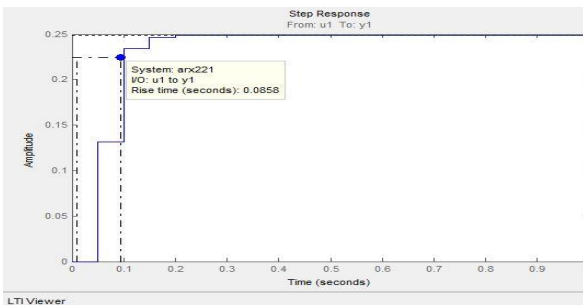 Step Response
From: u1 To: y1
0.25
0.2
0.15
0.1
0.05
0
Amplitude
System: arx221
I/O: u1 to y1
Rise time (seconds): 0.0858
0 0.1 0.2 0.3 0.4 0.5 0.6 0.7 0.8 0.9
Time (seconds)
LTI Viewer